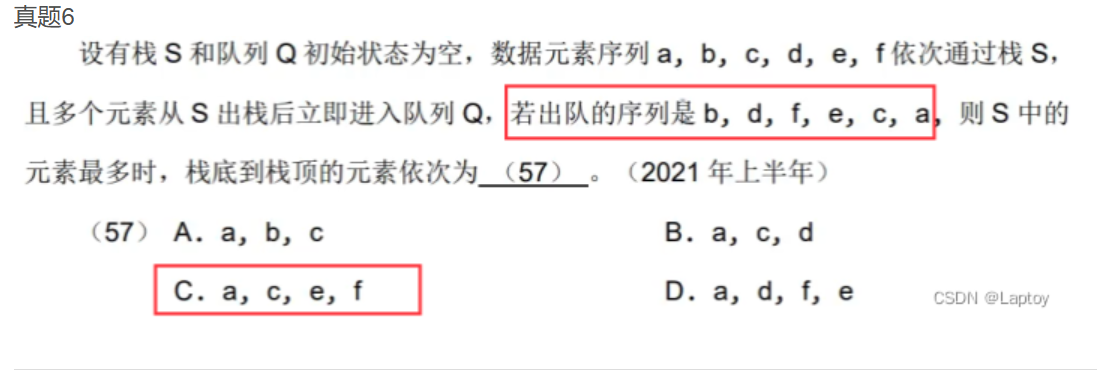 真题6
设有栈 S 和队列 Q 初始状态为空，数据元素序列 a，b，c，d，e，f 依次通过栈 S，
且多个元素从 S 出栈后立即进入队列 Q，若出队的序列是 b，d，f，e，c，a，则 S 中的
元素最多时，栈底到栈顶的元素依次为 （57） 。（2021 年上半年）
（57） A．a，b，c B．a，c，d
C．a，c，e，f D．a，d，f，e
CSDN @Laptoy